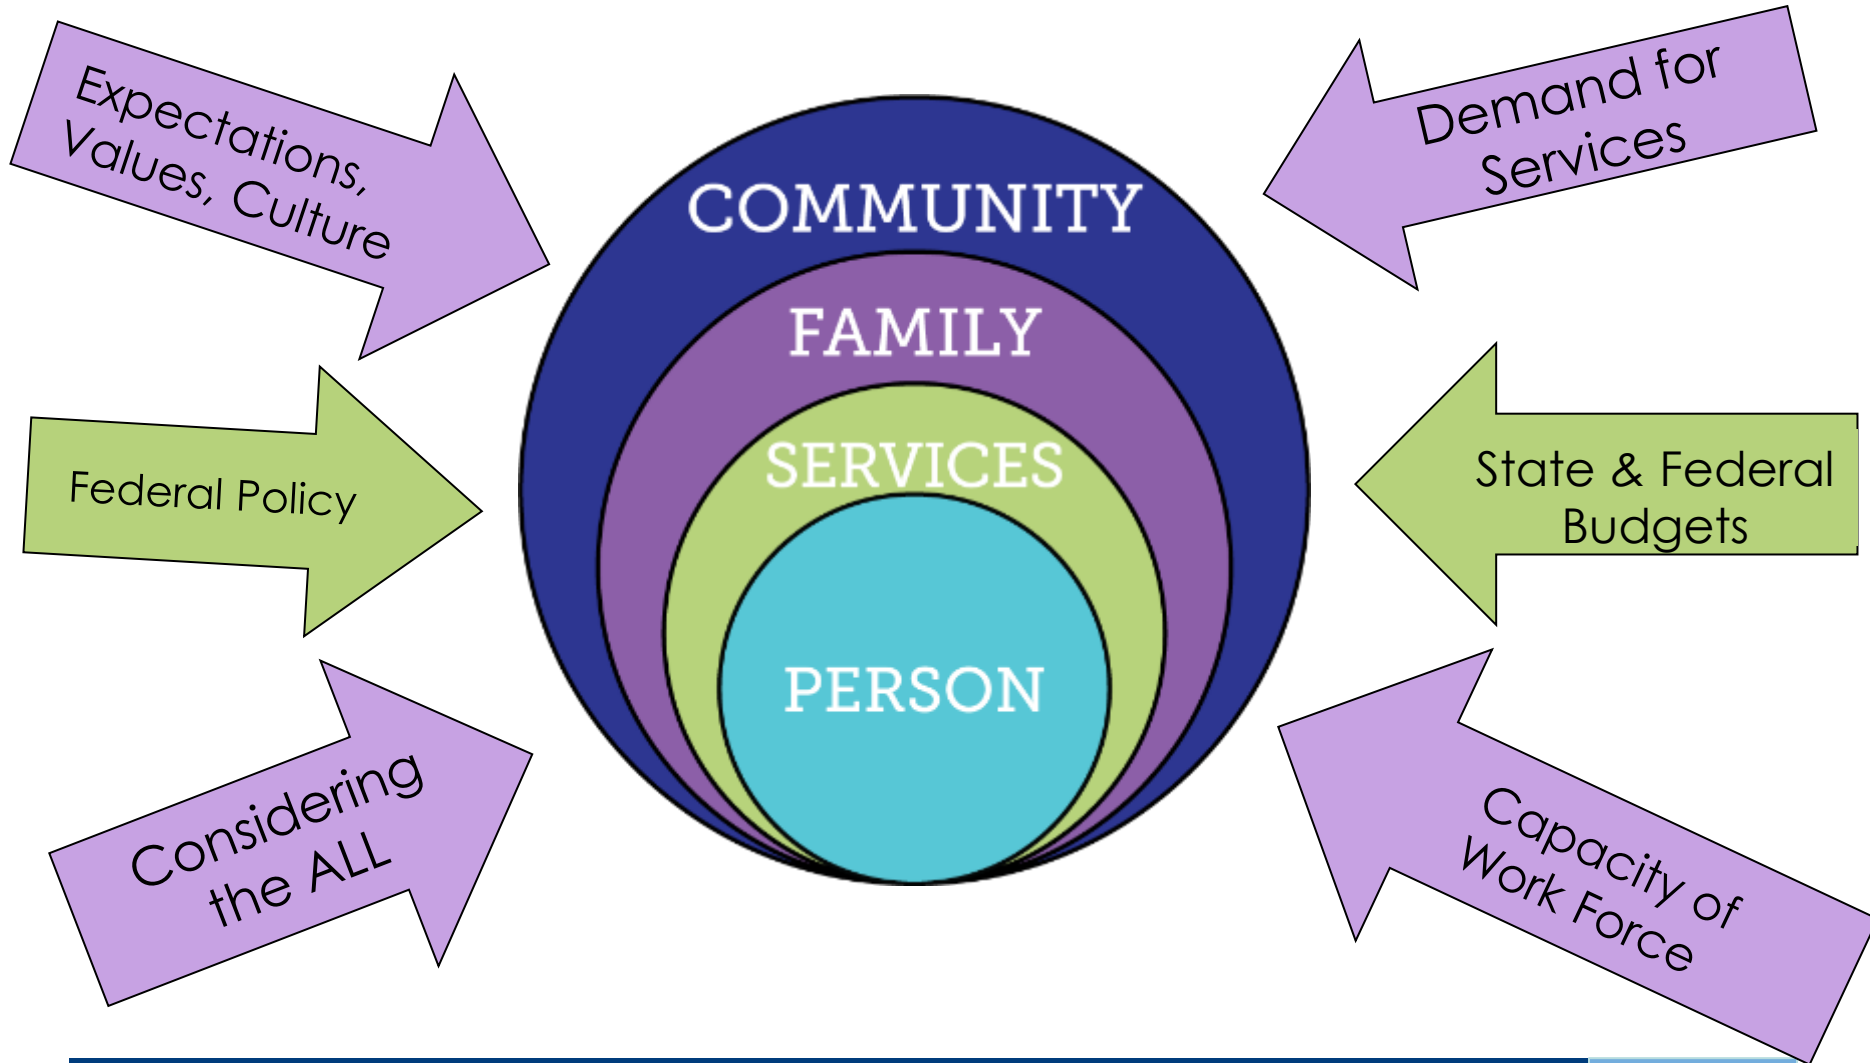 Expectations,
Values, Culture
Demand for
Services
COMMUNITY
FAMILY
SERVICES
PERSON
Federal Policy
State & Federal
Budgets
Considering
the ALL
Capacity of
Work Force